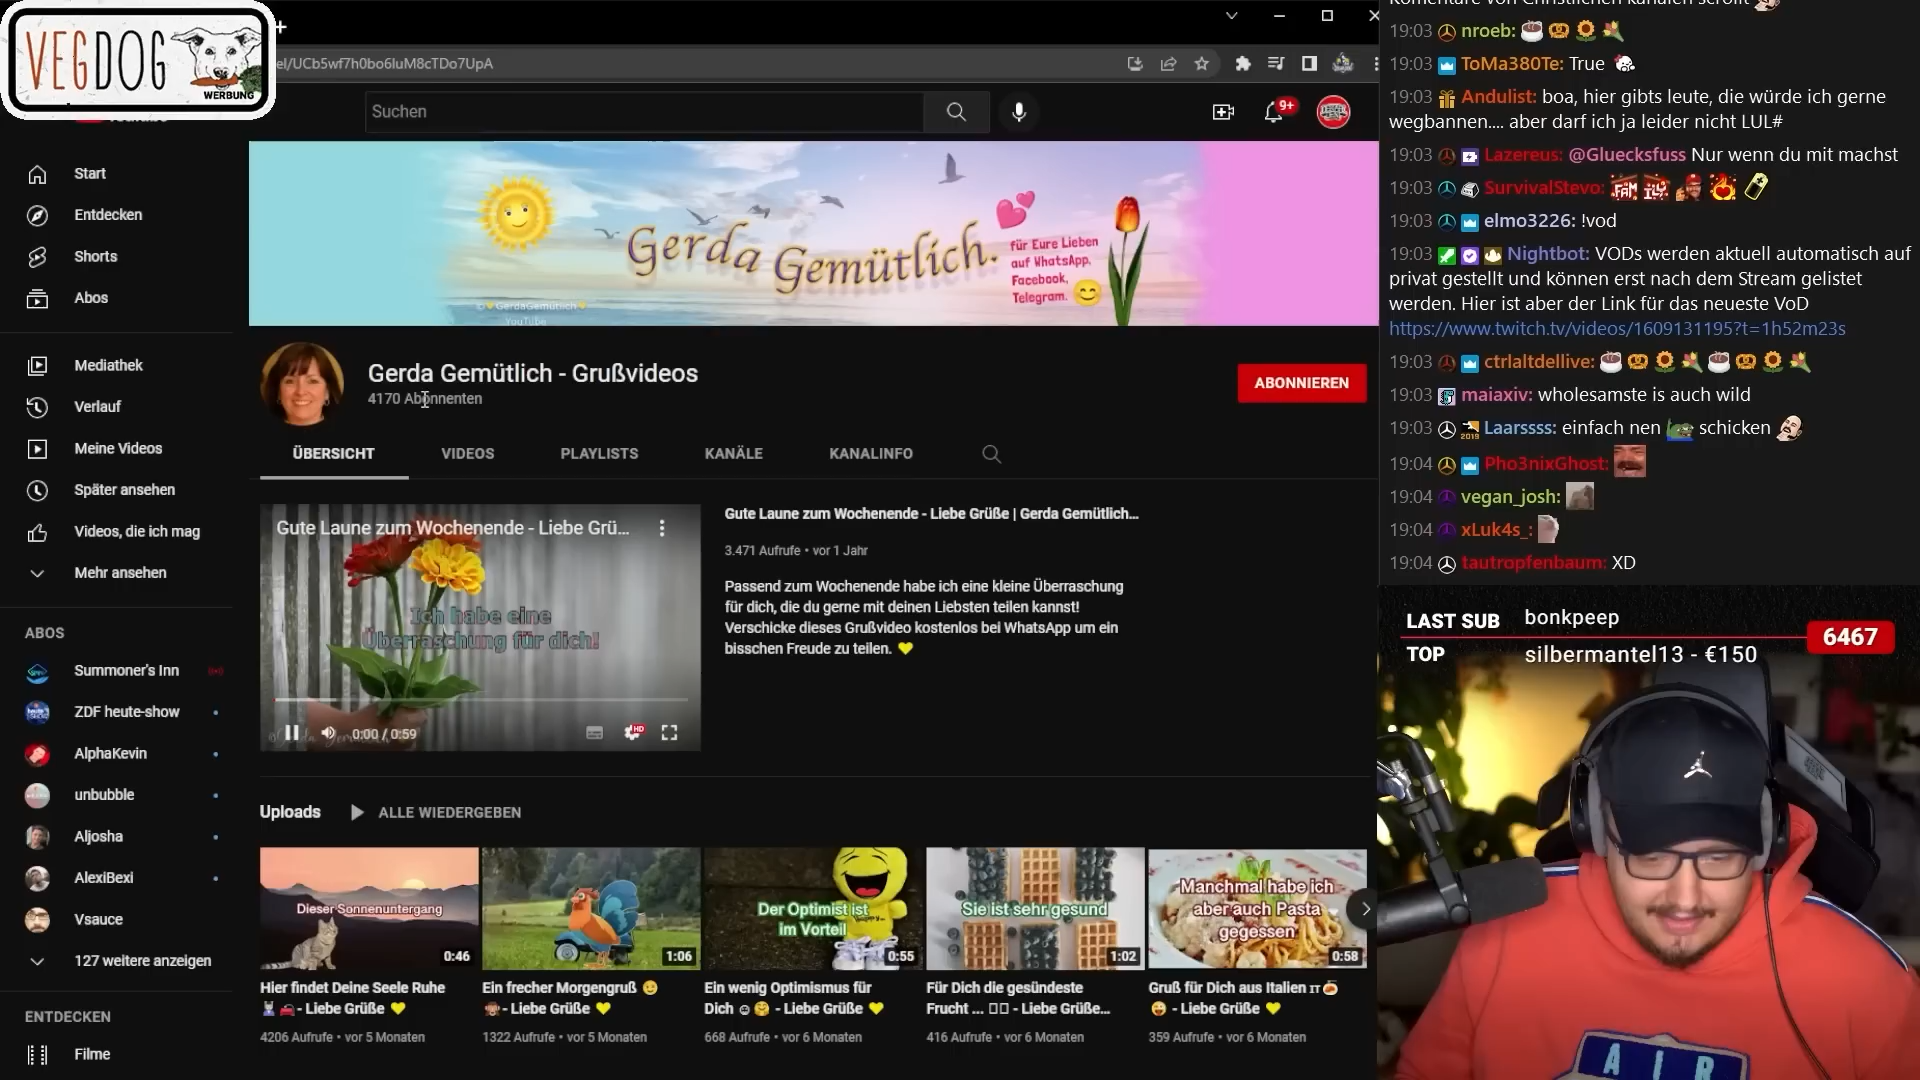 VEGDOG
WERBUNG
el/UCb5wf7h0bo6luM8cTDo7UpA
Suchen
9+
Start
Entdecken
Shorts
Abos
Mediathek
Verlauf
Meine Videos
Später ansehen
Videos, die ich mag
Mehr ansehen
ABOS
Summoner's Inn
ZDF heute-show
AlphaKevin
unbubble
Aljosha
AlexiBexi
Vsauce
127 weitere anzeigen
ENTDECKEN
Filme
Gerda Gemütlich.
für Eure Lieben
auf WhatsApp,
Facebook,
Telegram.
GerdaGemütlich
YouTube
Gerda Gemütlich - Grußvideos
4170 Abonnenten
ABONNIEREN
ÜBERSICHT
VIDEOS
PLAYLISTS
KANÄLE
KANALINFO
Gute Laune zum Wochenende - Liebe Grü...
Ich habe eine
Überraschung für dich!
0:00 / 0:59
HD
Gute Laune zum Wochenende - Liebe Grüße | Gerda Gemütlich...
3.471 Aufrufe • vor 1 Jahr
Passend zum Wochenende habe ich eine kleine Überraschung
für dich, die du gerne mit deinen Liebsten teilen kannst!
Verschicke dieses Grußvideo kostenlos bei WhatsApp um ein
bisschen Freude zu teilen. 💛
Uploads
ALLE WIEDERGEBEN
Dieser Sonnenuntergang
0:46
Hier findet Deine Seele Ruhe
- Liebe Grüße 💛
4206 Aufrufe • vor 5 Monaten
1:06
Ein frecher Morgengruß 😉
- Liebe Grüße 💛
1322 Aufrufe • vor 5 Monaten
Der Optimist ist
im Vorteil
0:55
Ein wenig Optimismus für
Dich ☺ 🤗 - Liebe Grüße 💛
668 Aufrufe • vor 6 Monaten
Sie ist sehr gesund
1:02
Für Dich die gesündeste
Frucht ... - Liebe Grüße...
416 Aufrufe • vor 6 Monaten
Manchmal habe ich
aber auch Pasta
gegessen
0:58
Gruß für Dich aus Italien IT 🍝
😜 - Liebe Grüße 💛
359 Aufrufe • vor 6 Monaten
19:03 nroeb: ☕ 🥨 🌻 💐
19:03 ToMa380Te: True
19:03 Andulist: boa, hier gibts leute, die würde ich gerne
wegbannen.... aber darf ich ja leider nicht LUL#
19:03 Lazereus: @Gluecksfuss Nur wenn du mit machst
19:03 SurvivalStevo: FAM ILY
19:03 elmo3226: !vod
19:03 Nightbot: VODs werden aktuell automatisch auf
privat gestellt und können erst nach dem Stream gelistet
werden. Hier ist aber der Link für das neueste VoD
https://www.twitch.tv/videos/1609131195?t=1h52m23s
19:03 ctrlaltdellive: ☕ 🥨 🌻 💐 ☕ 🥨 🌻 💐
19:03 maiaxiv: wholesamste is auch wild
19:03 2019 Laarssss: einfach nen schicken
19:04 Pho3nixGhost:
19:04 vegan_josh:
19:04 xLuk4s_:
19:04 tautropfenbaum: XD
LAST SUB bonkpeep
6467
TOP silbermantel13 - €150
AIR